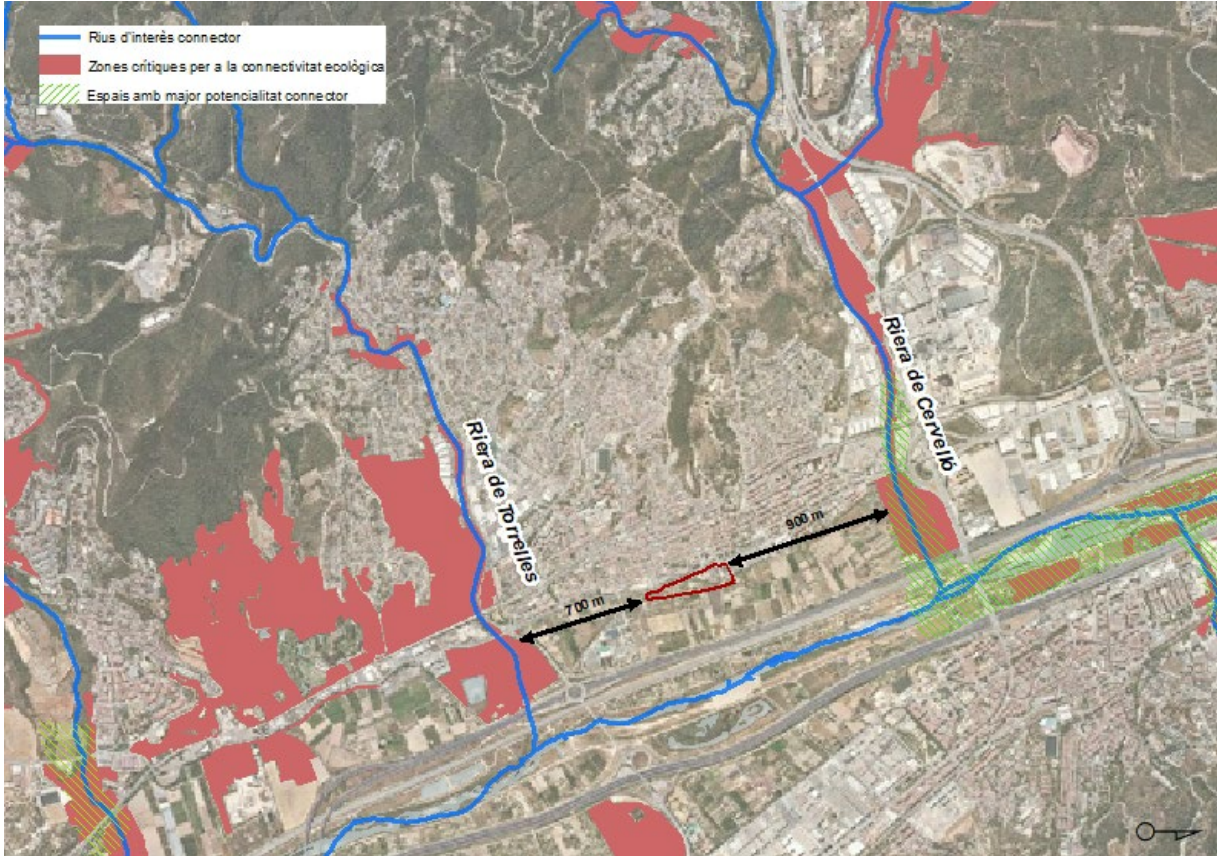 Rius d'interès connector
Zones crítiques per a la connectivitat ecològica
Espais amb major potencialitat connector
Riera de Cervelló
Riera de Torrelles
900 m
700 m